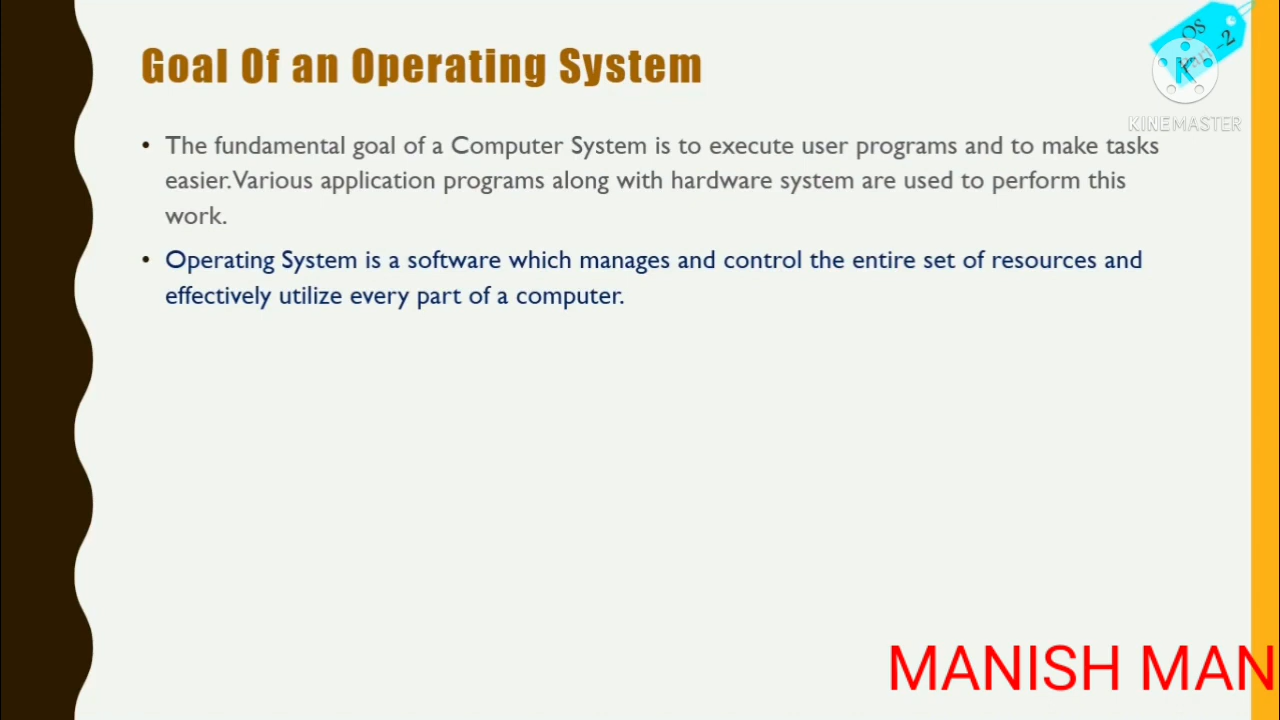 Goal Of an Operating System
OS
Part -2
KINEMASTER
• The fundamental goal of a Computer System is to execute user programs and to make tasks
easier.Various application programs along with hardware system are used to perform this
work.
• Operating System is a software which manages and control the entire set of resources and
effectively utilize every part of a computer.
MANISH MAN